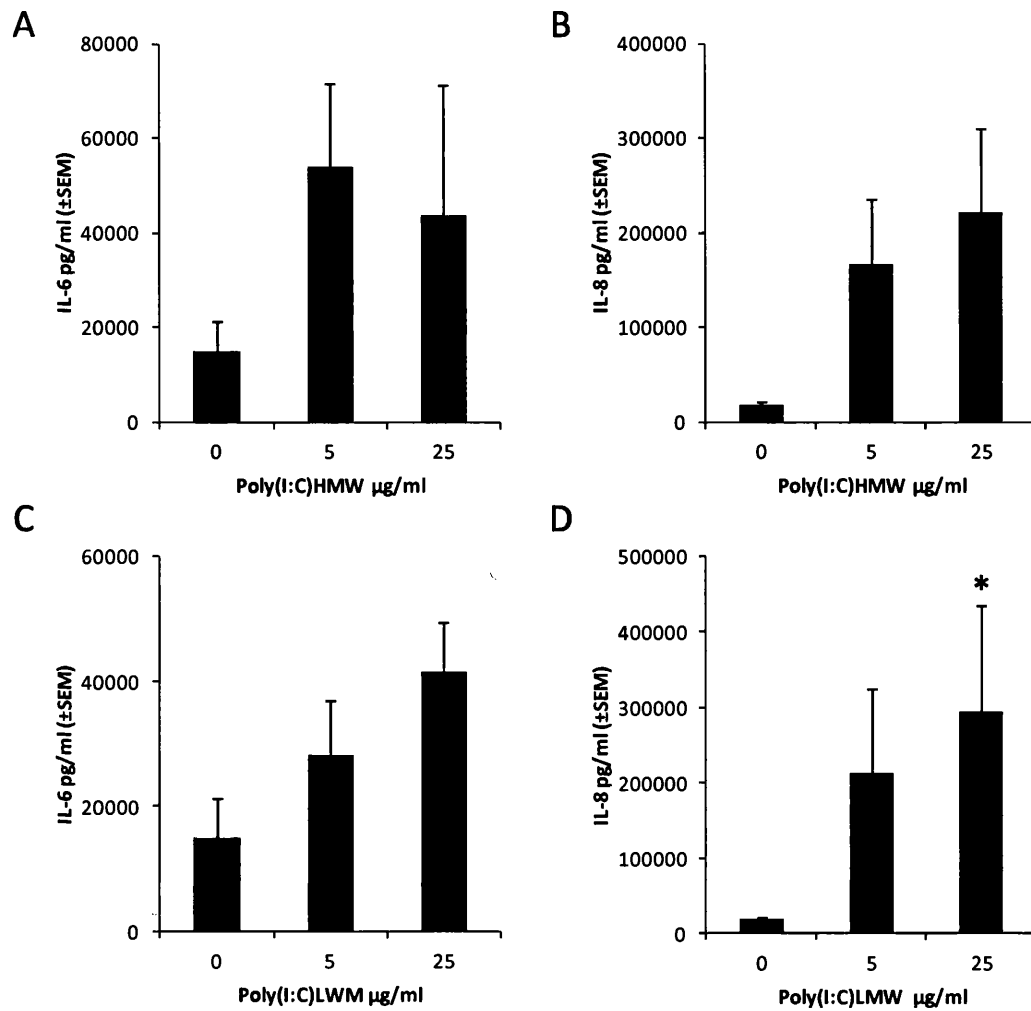 A
80000
60000
40000
20000
0
IL-6 pg/ml (±SEM)
0 5 25
Poly(I:C)HMW µg/ml
B
400000
300000
200000
100000
0
IL-8 pg/ml (±SEM)
0 5 25
Poly(I:C)HMW µg/ml
C
60000
40000
20000
0
IL-6 pg/ml (±SEM)
0 5 25
Poly(I:C)LWM µg/ml
D
500000
400000
300000
200000
100000
0
IL-8 pg/ml (±SEM)
*
0 5 25
Poly(I:C)LMW µg/ml